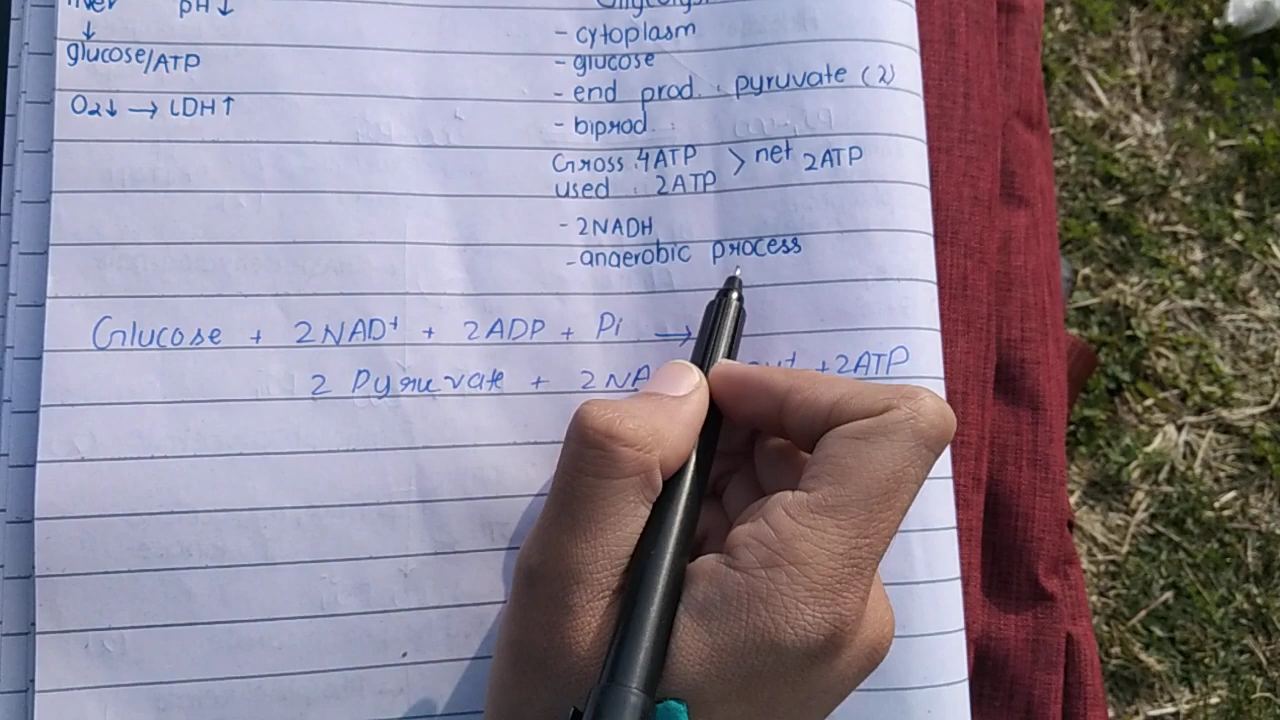 liver pH↓
↓
glucose/ATP
O2↓ → LDH↑
- cytoplasm
- glucose
- end prod. pyruvate (2)
- biprod :
Gross : 4ATP > net 2ATP
used : 2ATP
- 2NADH
- anaerobic process
Glucose + 2NAD+ + 2ADP + Pi →
2 Pyruvate + 2NA +2ATP